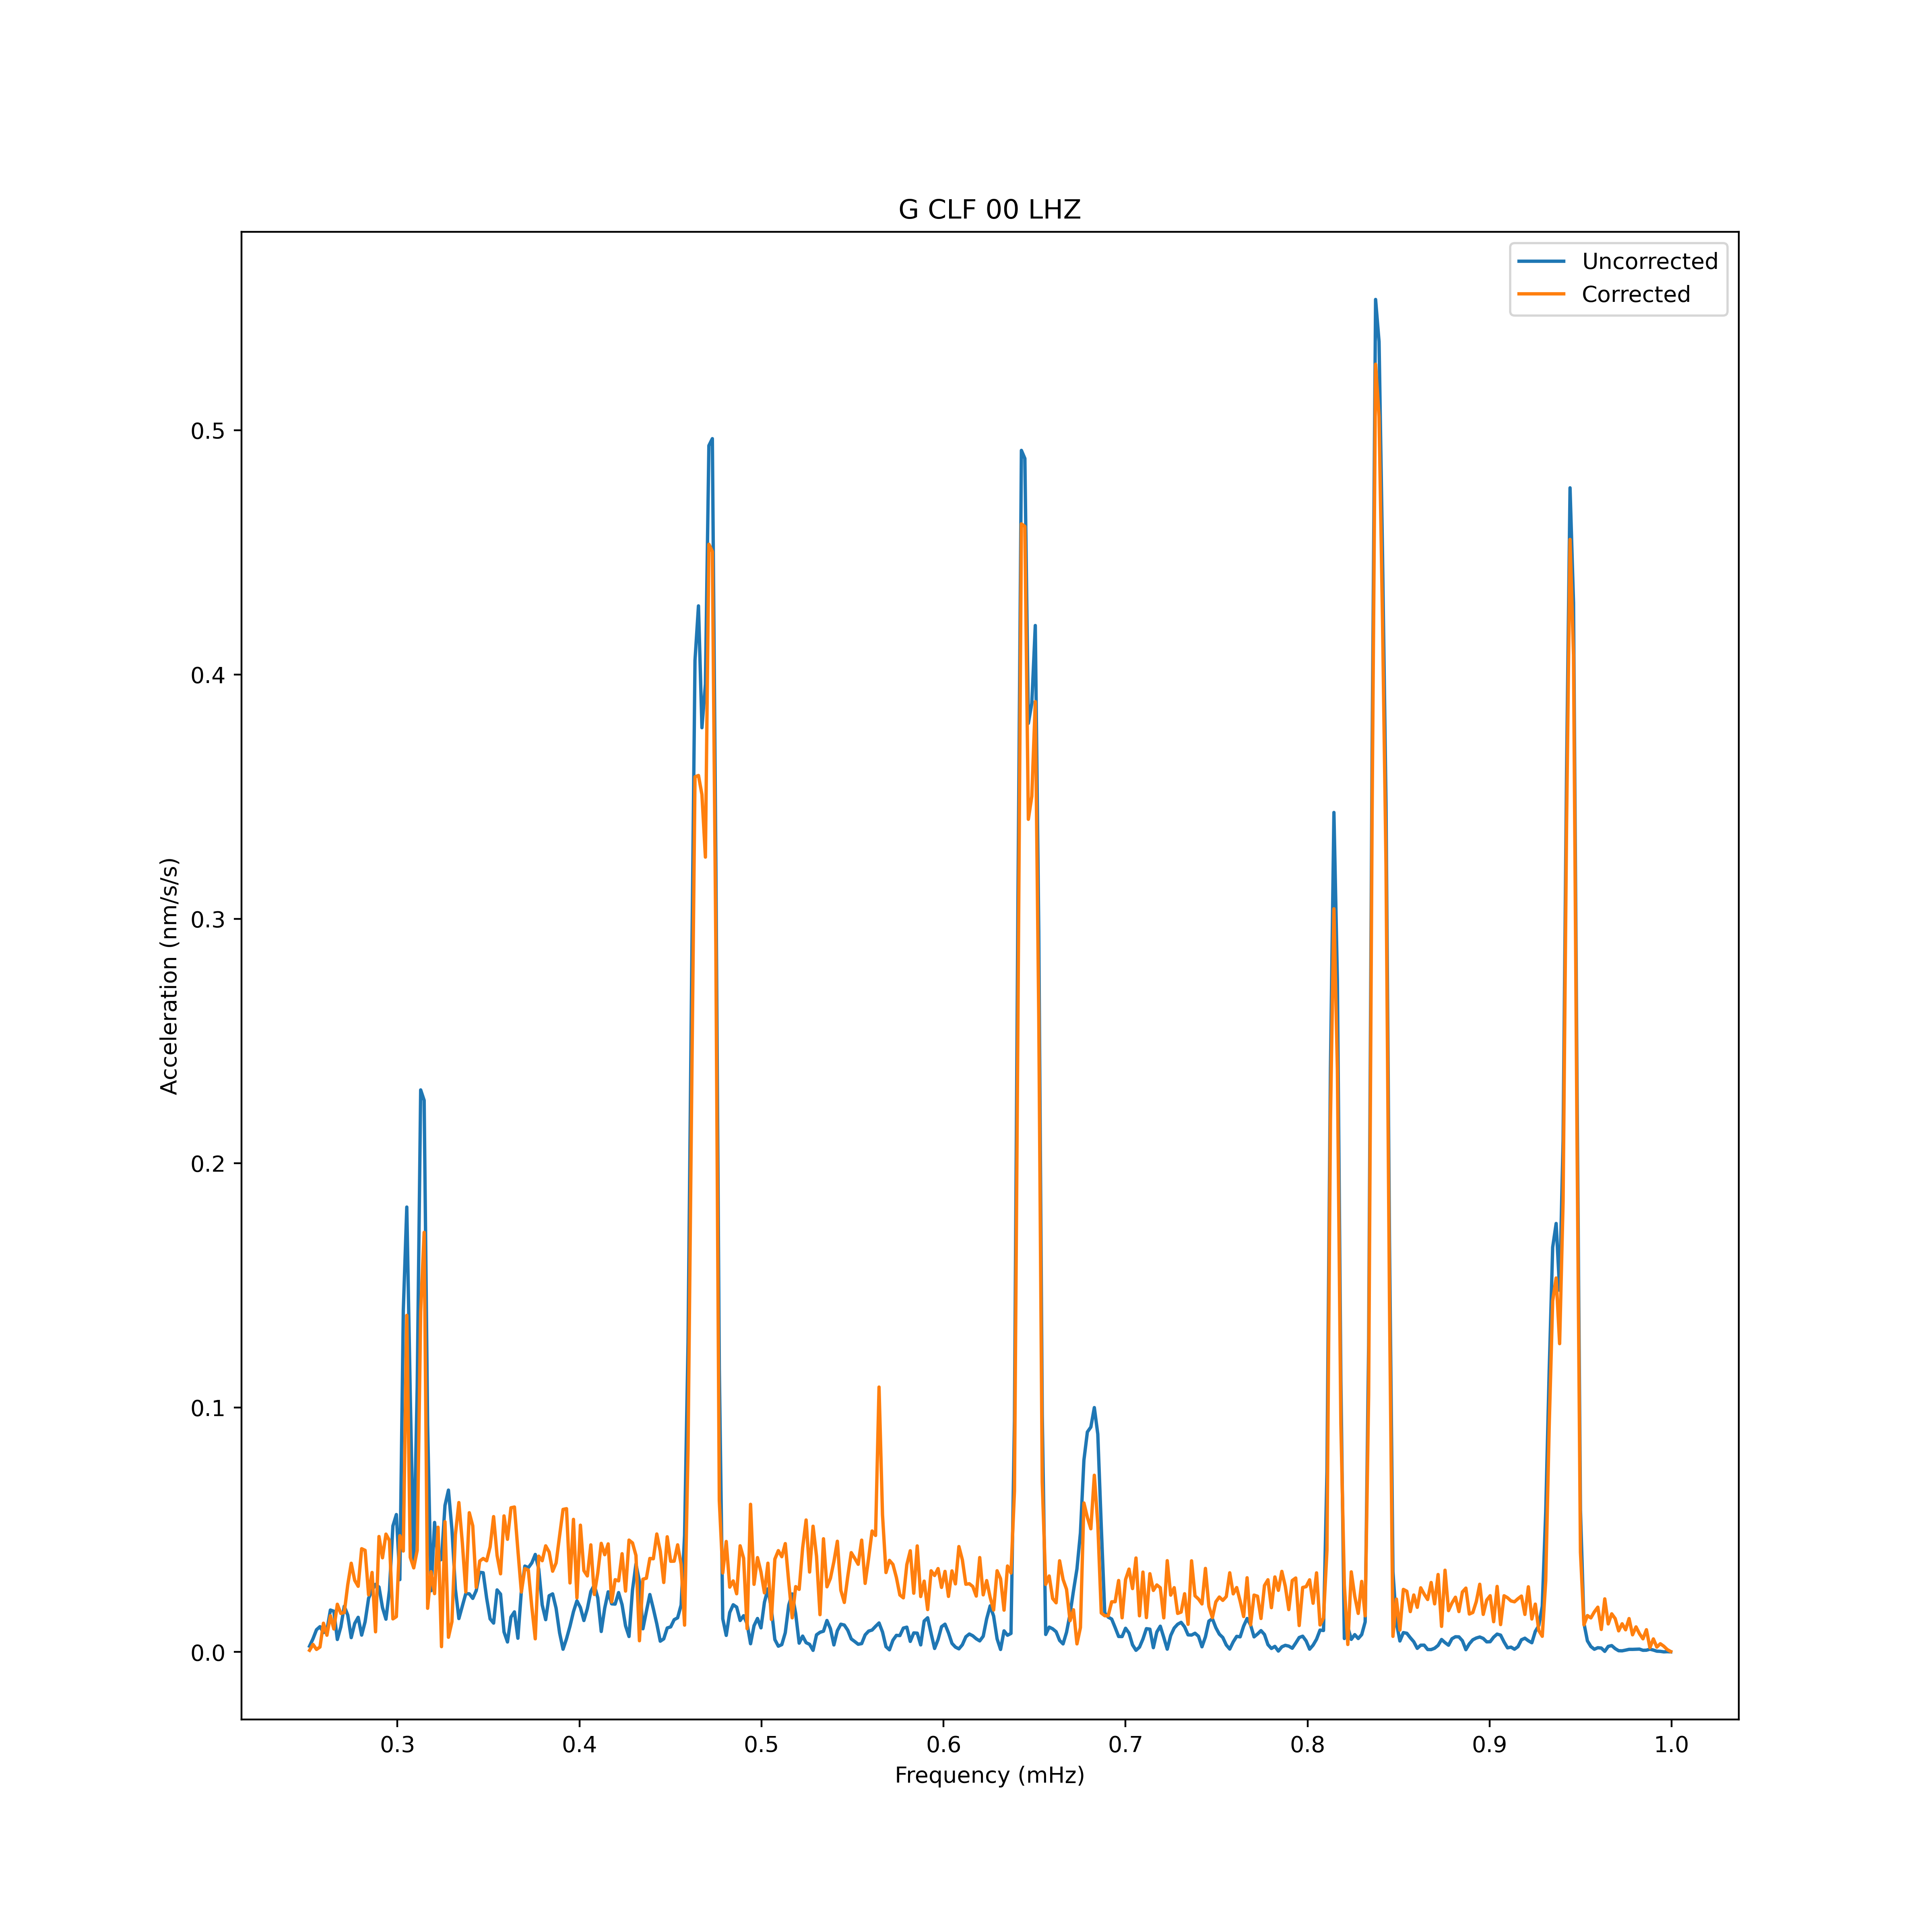 G CLF 00 LHZ
Uncorrected
Corrected
0.5
0.4
0.3
0.2
0.1
0.0
Acceleration (nm/s/s)
0.3 0.4 0.5 0.6 0.7 0.8 0.9 1.0
Frequency (mHz)